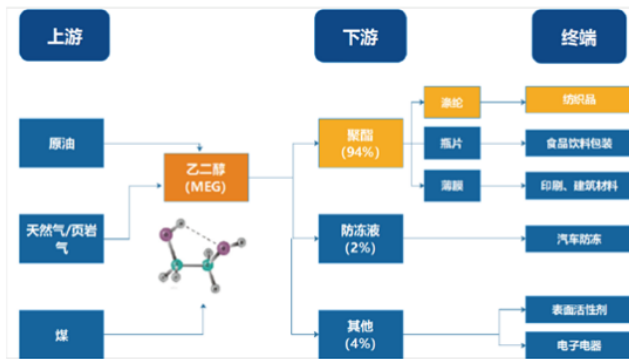 上游
下游
终端
原油
天然气/页岩
气
煤
乙二醇
(MEG)
聚酯
(94%)
防冻液
(2%)
其他
(4%)
涤纶
瓶片
薄膜
纺织品
食品饮料包装
印刷、建筑材料
汽车防冻
表面活性剂
电子电器